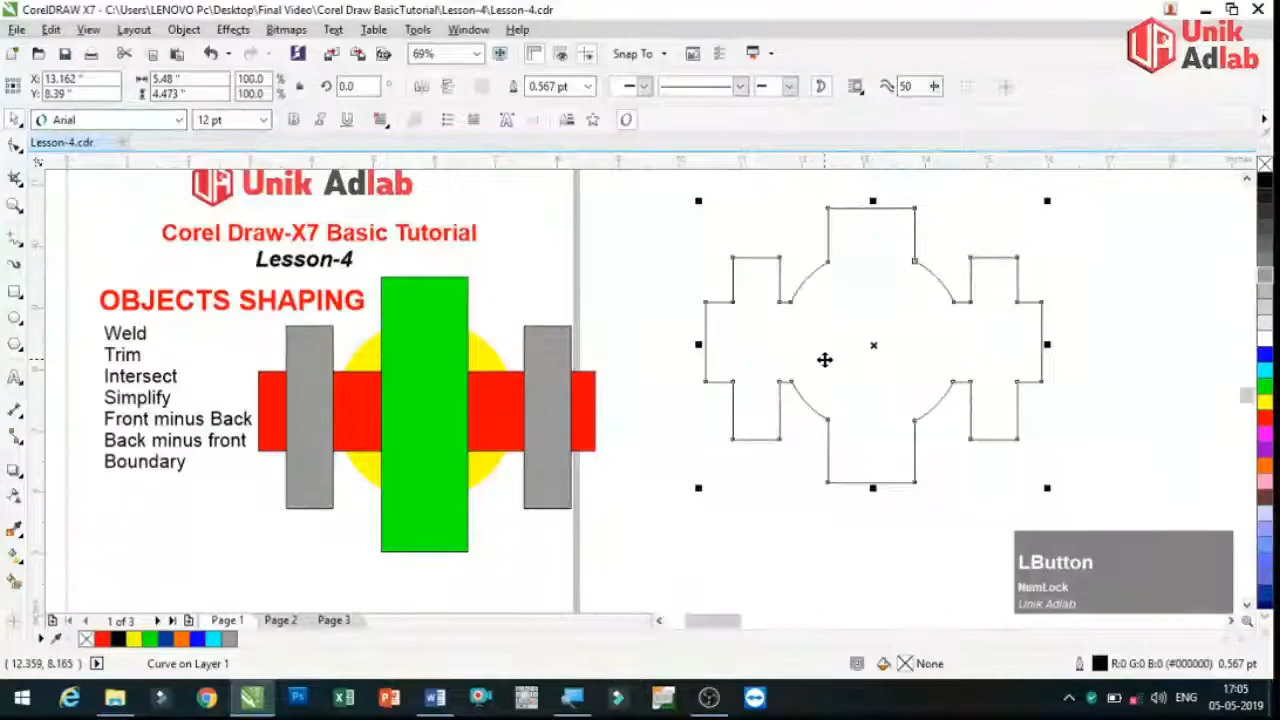 CorelDRAW X7 - C:\Users\LENOVO Pc\Desktop\Final Video\Corel Draw BasicTutorial\Lesson-4\Lesson-4.cdr
File Edit View Layout Object Effects Bitmaps Text Table Tools Window Help
Unik
Adlab
69%
Snap To
X: 13.162 " 5.48 " 100.0 %
Y: 8.39 " 4.473 " 100.0 %
0.0 °
0.567 pt
50
Arial
12 pt
Lesson-4.cdr
inches
Unik Adlab
Corel Draw-X7 Basic Tutorial
Lesson-4
OBJECTS SHAPING
Weld
Trim
Intersect
Simplify
Front minus Back
Back minus front
Boundary
LButton
NumLock
Unik Adlab
1 of 3
Page 1 Page 2 Page 3
( 12.359, 8.165 )
Curve on Layer 1
None
R:0 G:0 B:0 (#000000) 0.567 pt
ENG
17:05
05-05-2019